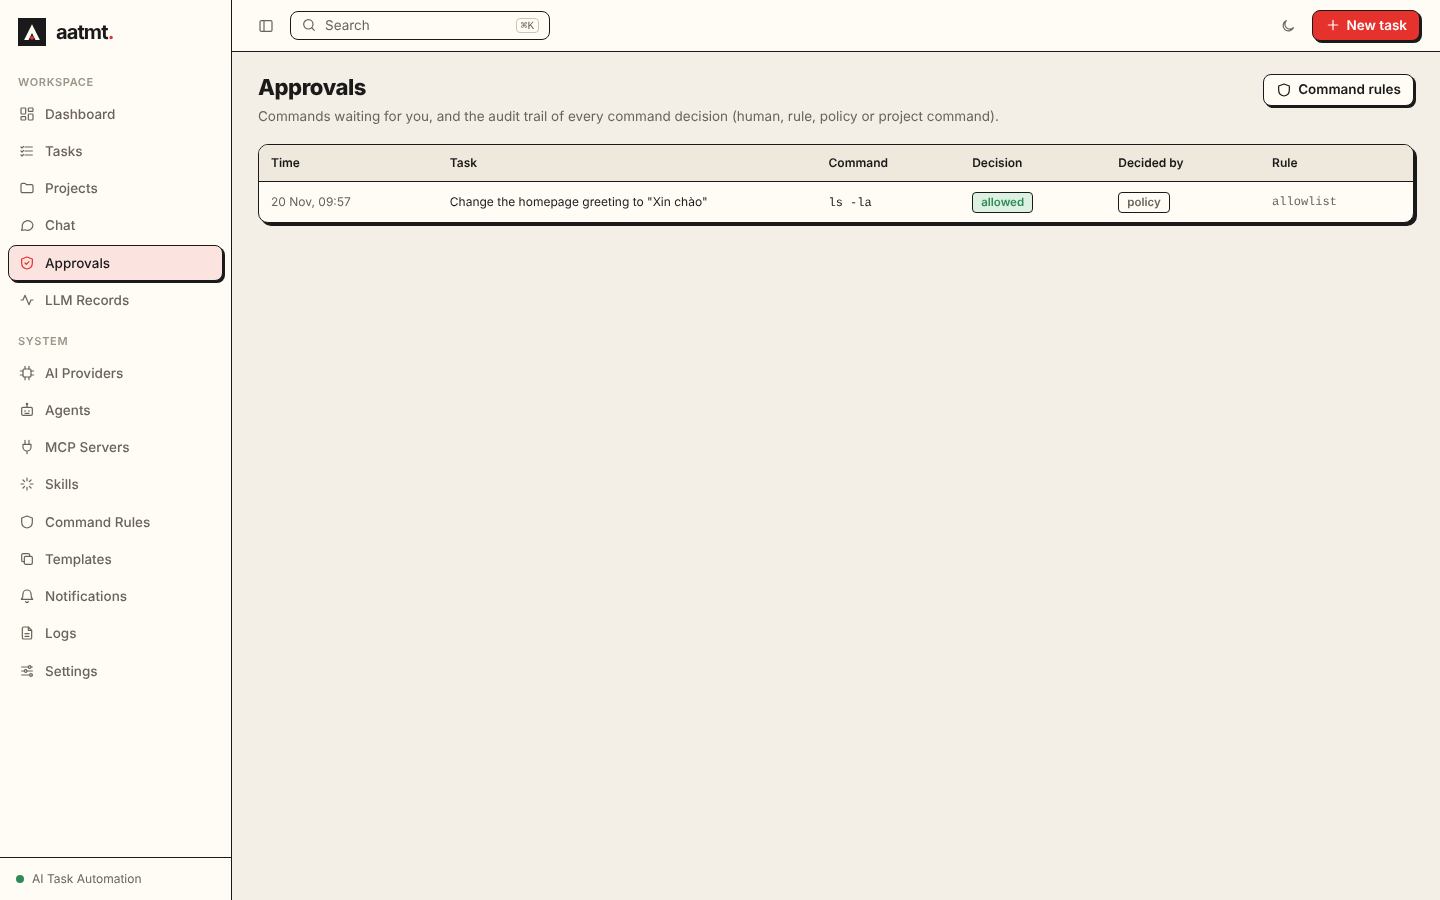 aatmt.
Search
⌘K
New task
WORKSPACE
Dashboard
Tasks
Projects
Chat
Approvals
LLM Records
SYSTEM
AI Providers
Agents
MCP Servers
Skills
Command Rules
Templates
Notifications
Logs
Settings
AI Task Automation
Approvals
Command rules
Commands waiting for you, and the audit trail of every command decision (human, rule, policy or project command).
Time Task Command Decision Decided by Rule
20 Nov, 09:57 Change the homepage greeting to "Xin chào" ls -la allowed policy allowlist